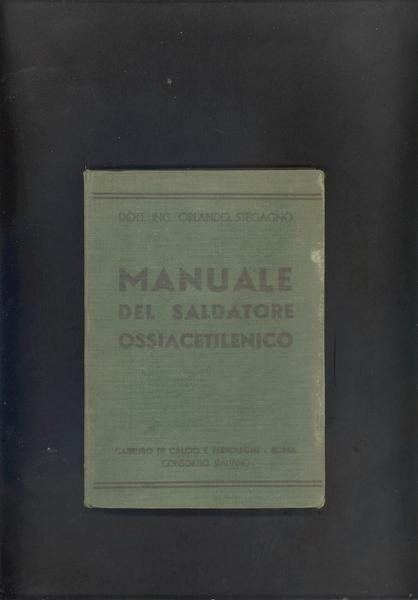 DOTT. ING. ORLANDO STEGAGNO
MANUALE
DEL SALDATORE
OSSIACETILENICO
CARBURO DI CALCIO E FERROLEGHE - ROMA
CONSORZIO ITALIANO